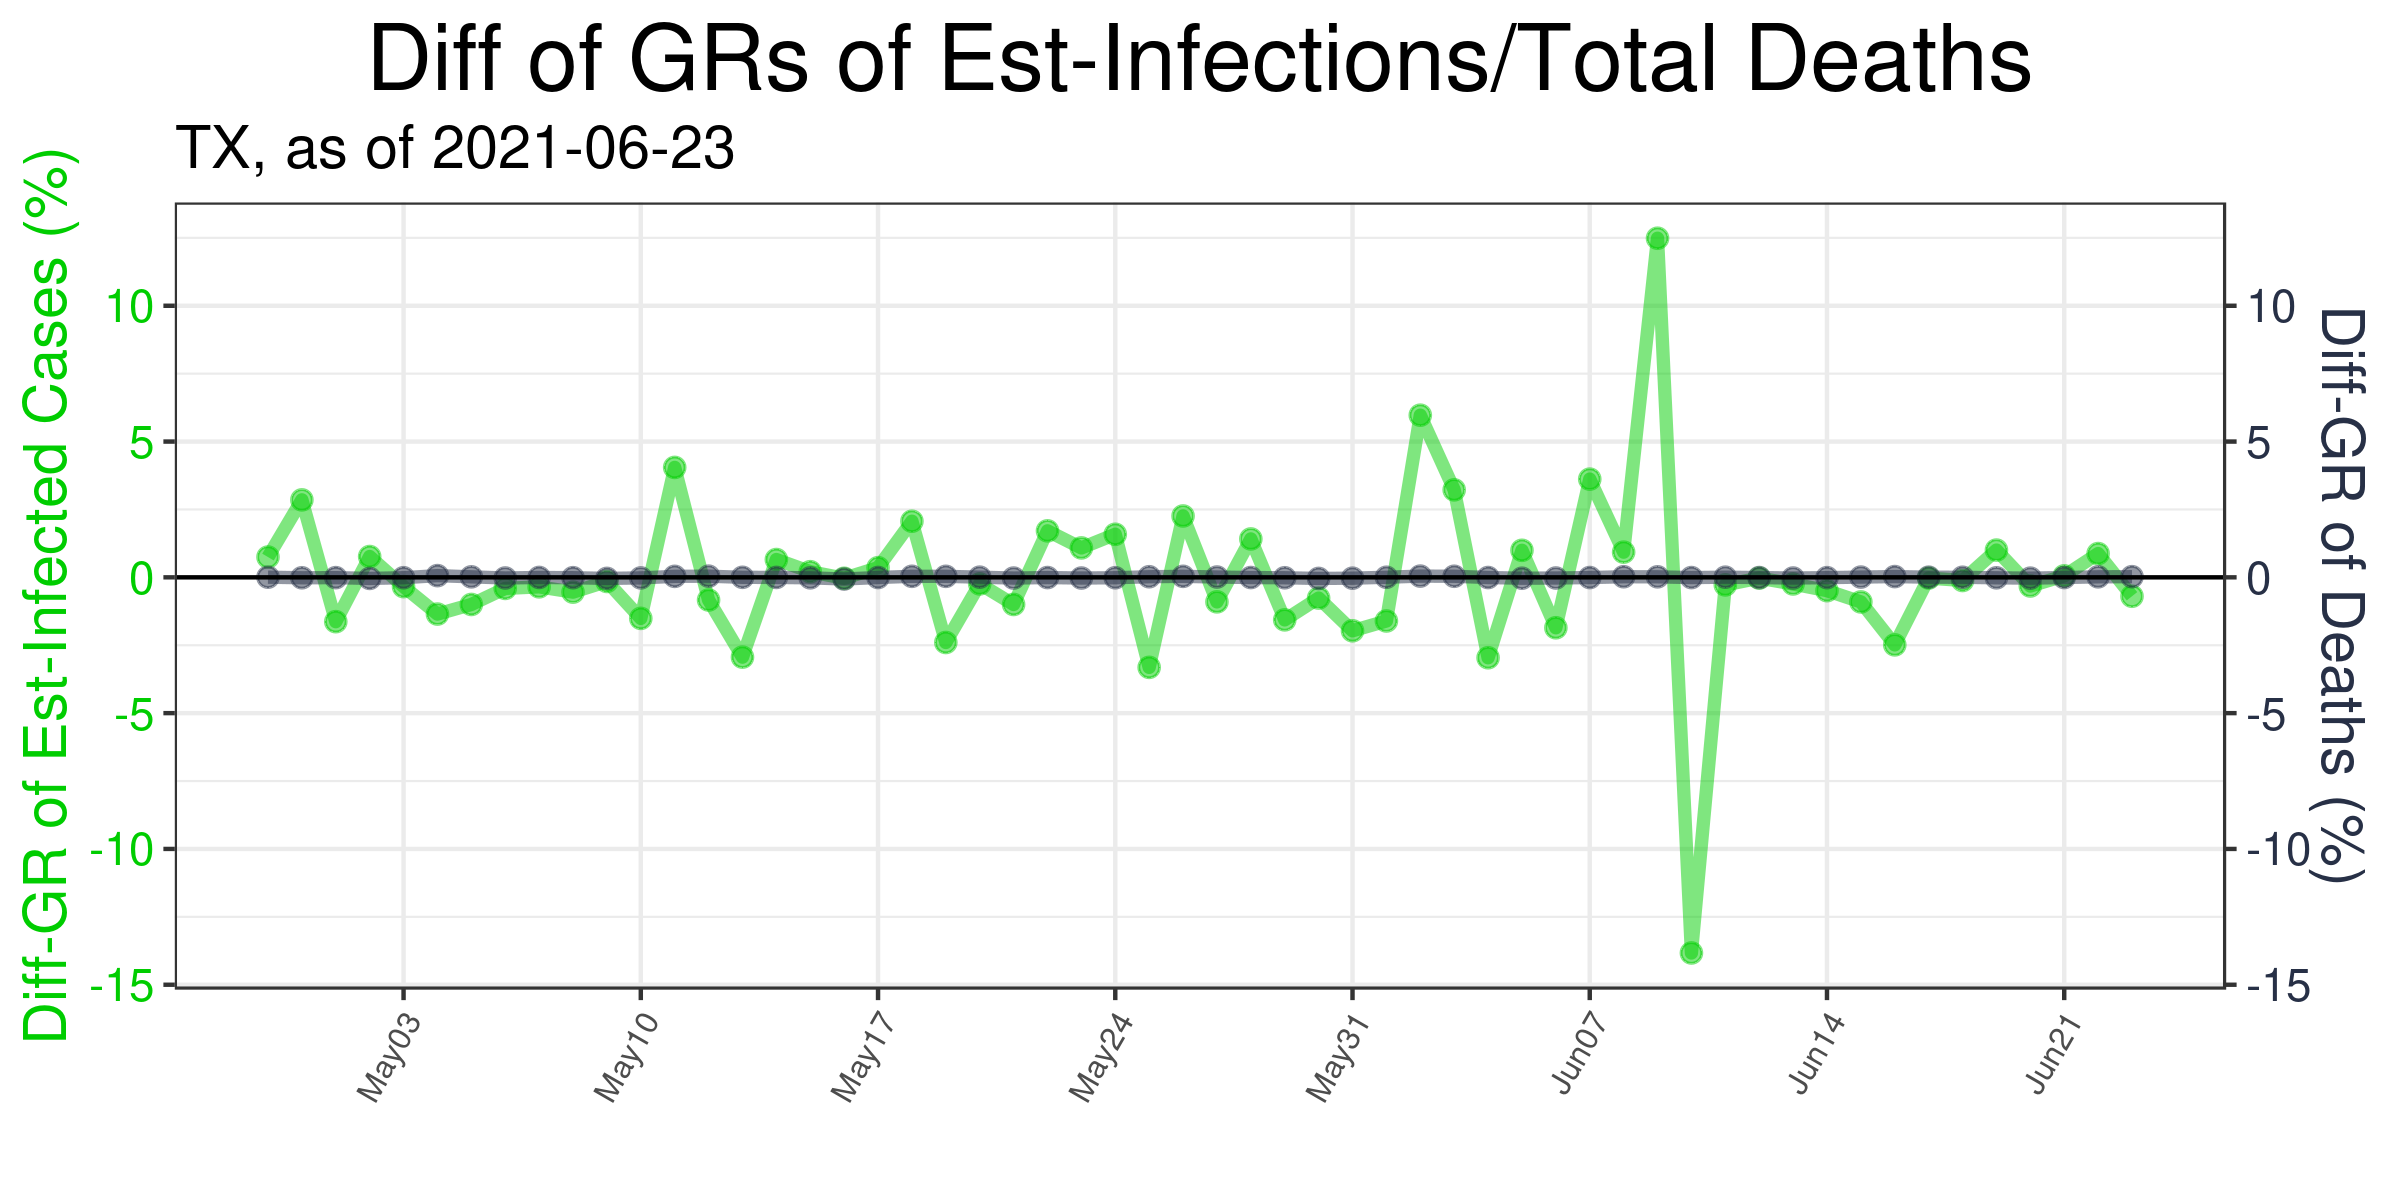 Diff of GRs of Est-Infections/Total Deaths
TX, as of 2021-06-23
Diff-GR of Est-Infected Cases (%)
10
5
0
-5
-10
-15
10
5
0
-5
-10
-15
Diff-GR of Deaths (%)
May03
May10
May17
May24
May31
Jun07
Jun14
Jun21